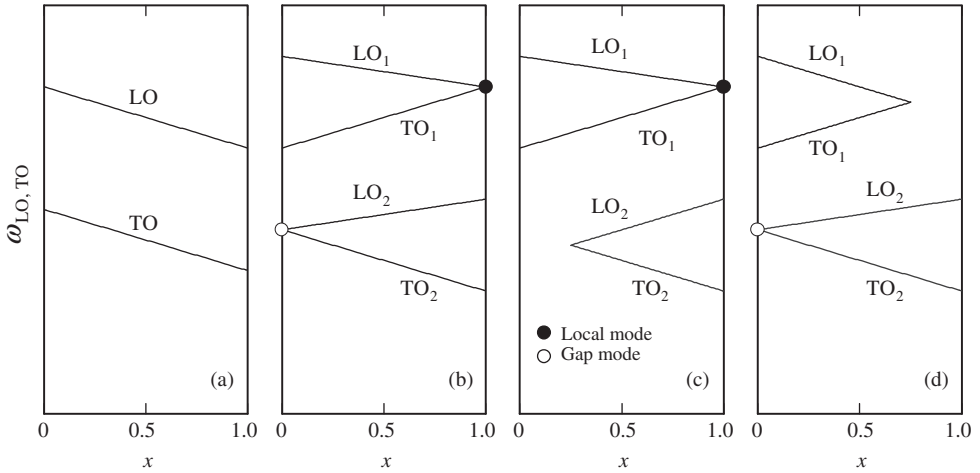 ω LO, TO
LO
TO
(a)
0 0.5 1.0
x
LO1
TO1
LO2
TO2
(b)
0 0.5 1.0
x
LO1
TO1
LO2
TO2
Local mode
Gap mode
(c)
0 0.5 1.0
x
LO1
TO1
LO2
TO2
(d)
0 0.5 1.0
x